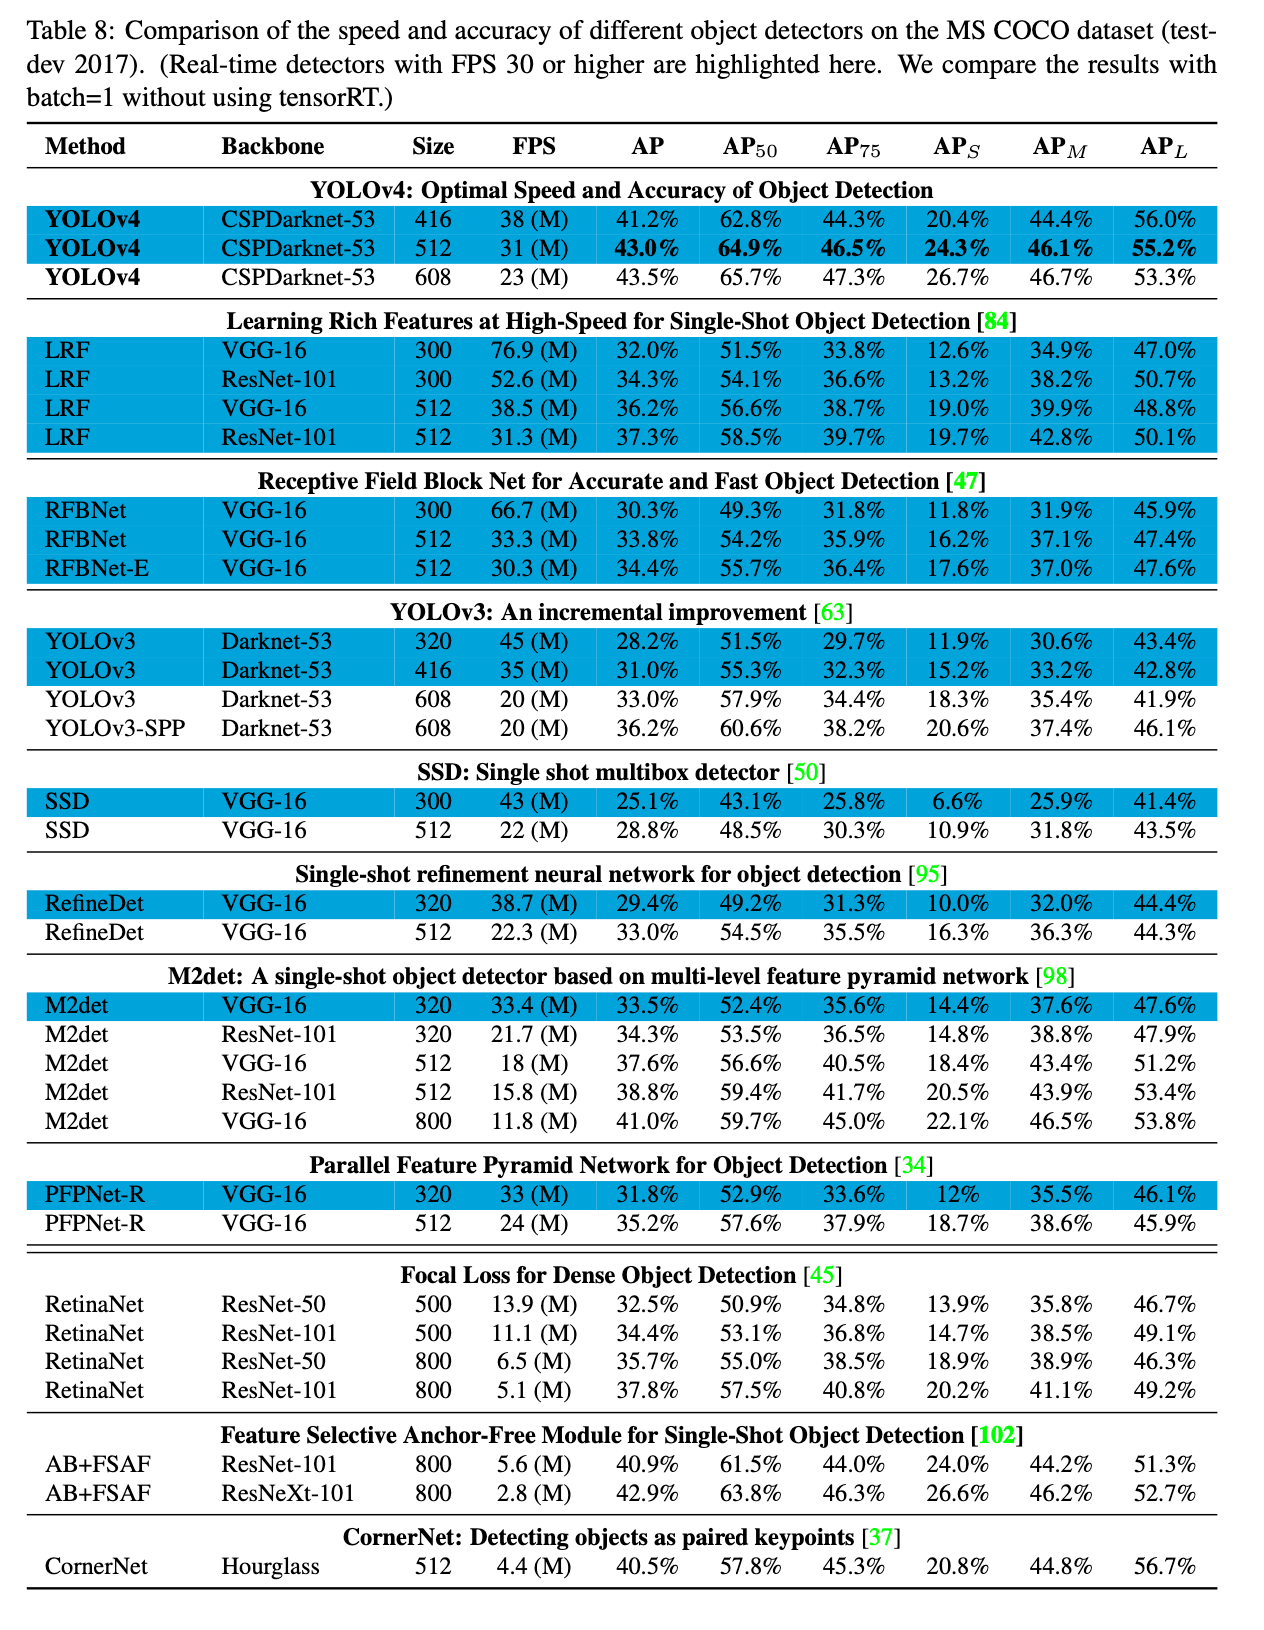 Table 8: Comparison of the speed and accuracy of different object detectors on the MS COCO dataset (test-
dev 2017). (Real-time detectors with FPS 30 or higher are highlighted here. We compare the results with
batch=1 without using tensorRT.)
Method Backbone Size FPS AP AP50 AP75 APS APM APL
YOLOv4: Optimal Speed and Accuracy of Object Detection
YOLOv4 CSPDarknet-53 416 38 (M) 41.2% 62.8% 44.3% 20.4% 44.4% 56.0%
YOLOv4 CSPDarknet-53 512 31 (M) 43.0% 64.9% 46.5% 24.3% 46.1% 55.2%
YOLOv4 CSPDarknet-53 608 23 (M) 43.5% 65.7% 47.3% 26.7% 46.7% 53.3%
Learning Rich Features at High-Speed for Single-Shot Object Detection [84]
LRF VGG-16 300 76.9 (M) 32.0% 51.5% 33.8% 12.6% 34.9% 47.0%
LRF ResNet-101 300 52.6 (M) 34.3% 54.1% 36.6% 13.2% 38.2% 50.7%
LRF VGG-16 512 38.5 (M) 36.2% 56.6% 38.7% 19.0% 39.9% 48.8%
LRF ResNet-101 512 31.3 (M) 37.3% 58.5% 39.7% 19.7% 42.8% 50.1%
Receptive Field Block Net for Accurate and Fast Object Detection [47]
RFBNet VGG-16 300 66.7 (M) 30.3% 49.3% 31.8% 11.8% 31.9% 45.9%
RFBNet VGG-16 512 33.3 (M) 33.8% 54.2% 35.9% 16.2% 37.1% 47.4%
RFBNet-E VGG-16 512 30.3 (M) 34.4% 55.7% 36.4% 17.6% 37.0% 47.6%
YOLOv3: An incremental improvement [63]
YOLOv3 Darknet-53 320 45 (M) 28.2% 51.5% 29.7% 11.9% 30.6% 43.4%
YOLOv3 Darknet-53 416 35 (M) 31.0% 55.3% 32.3% 15.2% 33.2% 42.8%
YOLOv3 Darknet-53 608 20 (M) 33.0% 57.9% 34.4% 18.3% 35.4% 41.9%
YOLOv3-SPP Darknet-53 608 20 (M) 36.2% 60.6% 38.2% 20.6% 37.4% 46.1%
SSD: Single shot multibox detector [50]
SSD VGG-16 300 43 (M) 25.1% 43.1% 25.8% 6.6% 25.9% 41.4%
SSD VGG-16 512 22 (M) 28.8% 48.5% 30.3% 10.9% 31.8% 43.5%
Single-shot refinement neural network for object detection [95]
RefineDet VGG-16 320 38.7 (M) 29.4% 49.2% 31.3% 10.0% 32.0% 44.4%
RefineDet VGG-16 512 22.3 (M) 33.0% 54.5% 35.5% 16.3% 36.3% 44.3%
M2det: A single-shot object detector based on multi-level feature pyramid network [98]
M2det VGG-16 320 33.4 (M) 33.5% 52.4% 35.6% 14.4% 37.6% 47.6%
M2det ResNet-101 320 21.7 (M) 34.3% 53.5% 36.5% 14.8% 38.8% 47.9%
M2det VGG-16 512 18 (M) 37.6% 56.6% 40.5% 18.4% 43.4% 51.2%
M2det ResNet-101 512 15.8 (M) 38.8% 59.4% 41.7% 20.5% 43.9% 53.4%
M2det VGG-16 800 11.8 (M) 41.0% 59.7% 45.0% 22.1% 46.5% 53.8%
Parallel Feature Pyramid Network for Object Detection [34]
PFPNet-R VGG-16 320 33 (M) 31.8% 52.9% 33.6% 12% 35.5% 46.1%
PFPNet-R VGG-16 512 24 (M) 35.2% 57.6% 37.9% 18.7% 38.6% 45.9%
Focal Loss for Dense Object Detection [45]
RetinaNet ResNet-50 500 13.9 (M) 32.5% 50.9% 34.8% 13.9% 35.8% 46.7%
RetinaNet ResNet-101 500 11.1 (M) 34.4% 53.1% 36.8% 14.7% 38.5% 49.1%
RetinaNet ResNet-50 800 6.5 (M) 35.7% 55.0% 38.5% 18.9% 38.9% 46.3%
RetinaNet ResNet-101 800 5.1 (M) 37.8% 57.5% 40.8% 20.2% 41.1% 49.2%
Feature Selective Anchor-Free Module for Single-Shot Object Detection [102]
AB+FSAF ResNet-101 800 5.6 (M) 40.9% 61.5% 44.0% 24.0% 44.2% 51.3%
AB+FSAF ResNeXt-101 800 2.8 (M) 42.9% 63.8% 46.3% 26.6% 46.2% 52.7%
CornerNet: Detecting objects as paired keypoints [37]
CornerNet Hourglass 512 4.4 (M) 40.5% 57.8% 45.3% 20.8% 44.8% 56.7%